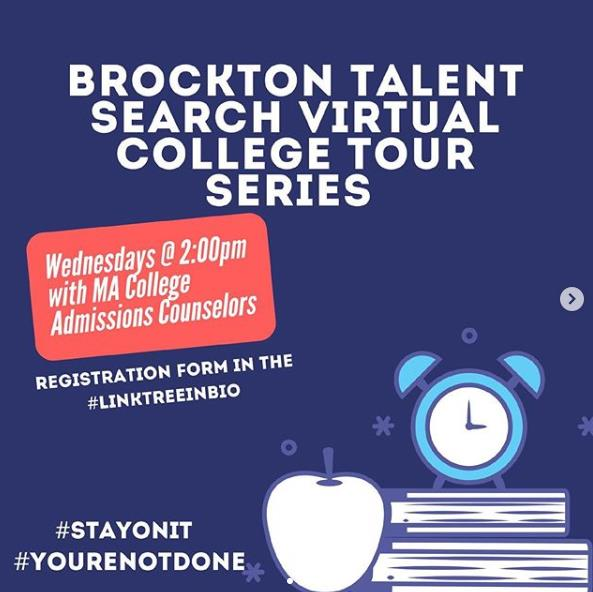 BROCKTON TALENT
SEARCH VIRTUAL
COLLEGE TOUR
SERIES
Wednesdays @ 2:00pm
with MA College
Admissions Counselors
REGISTRATION FORM IN THE
#LINKTREEINBIO
#STAYONIT
#YOURENOTDONE